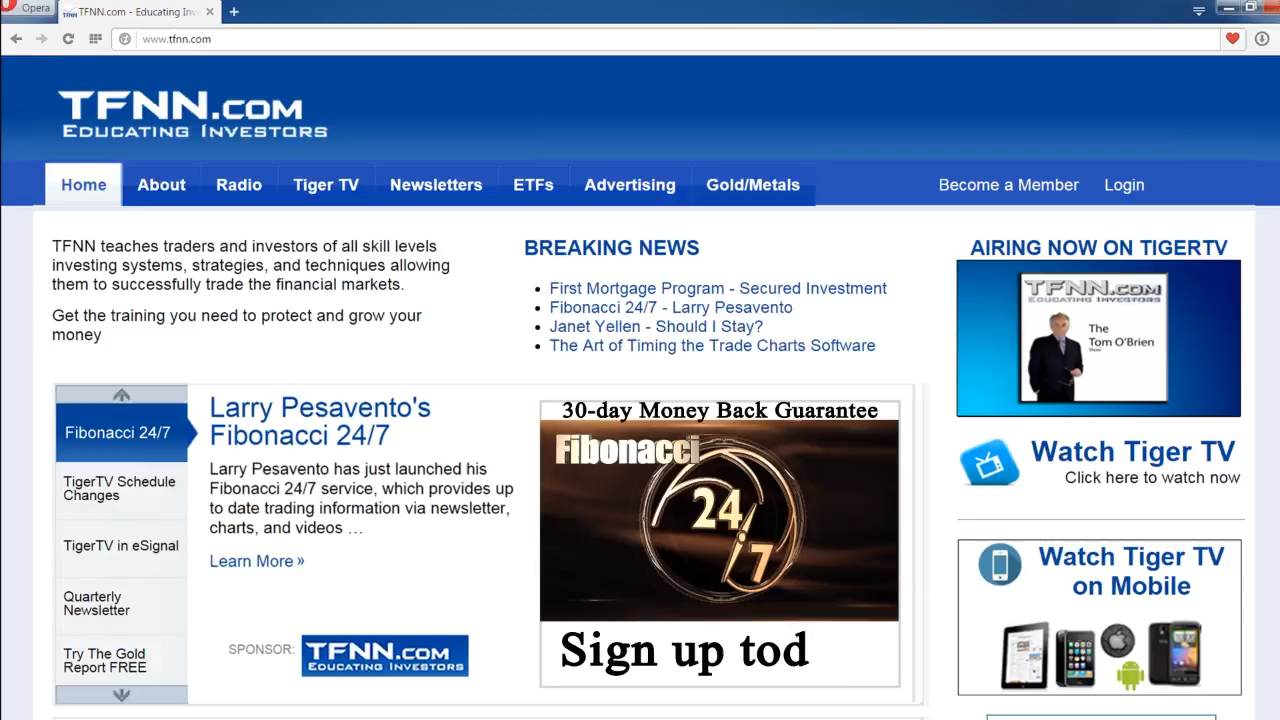 Opera
TFNN.com - Educating Inv
www.tfnn.com
TFNN.COM
EDUCATING INVESTORS
Home
About
Radio
Tiger TV
Newsletters
ETFs
Advertising
Gold/Metals
Become a Member
Login
TFNN teaches traders and investors of all skill levels
investing systems, strategies, and techniques allowing
them to successfully trade the financial markets.
Get the training you need to protect and grow your
money
BREAKING NEWS
First Mortgage Program - Secured Investment
Fibonacci 24/7 - Larry Pesavento
Janet Yellen - Should I Stay?
The Art of Timing the Trade Charts Software
AIRING NOW ON TIGERTV
TFNN.COM
EDUCATING INVESTORS
The
Tom O'Brien
Show
Watch Tiger TV
Click here to watch now
Fibonacci 24/7
TigerTV Schedule
Changes
TigerTV in eSignal
Quarterly
Newsletter
Try The Gold
Report FREE
Larry Pesavento's
Fibonacci 24/7
Larry Pesavento has just launched his
Fibonacci 24/7 service, which provides up
to date trading information via newsletter,
charts, and videos …
Learn More »
SPONSOR:
TFNN.COM
EDUCATING INVESTORS
30-day Money Back Guarantee
Fibonacci
24
7
Sign up tod
Watch Tiger TV
on Mobile